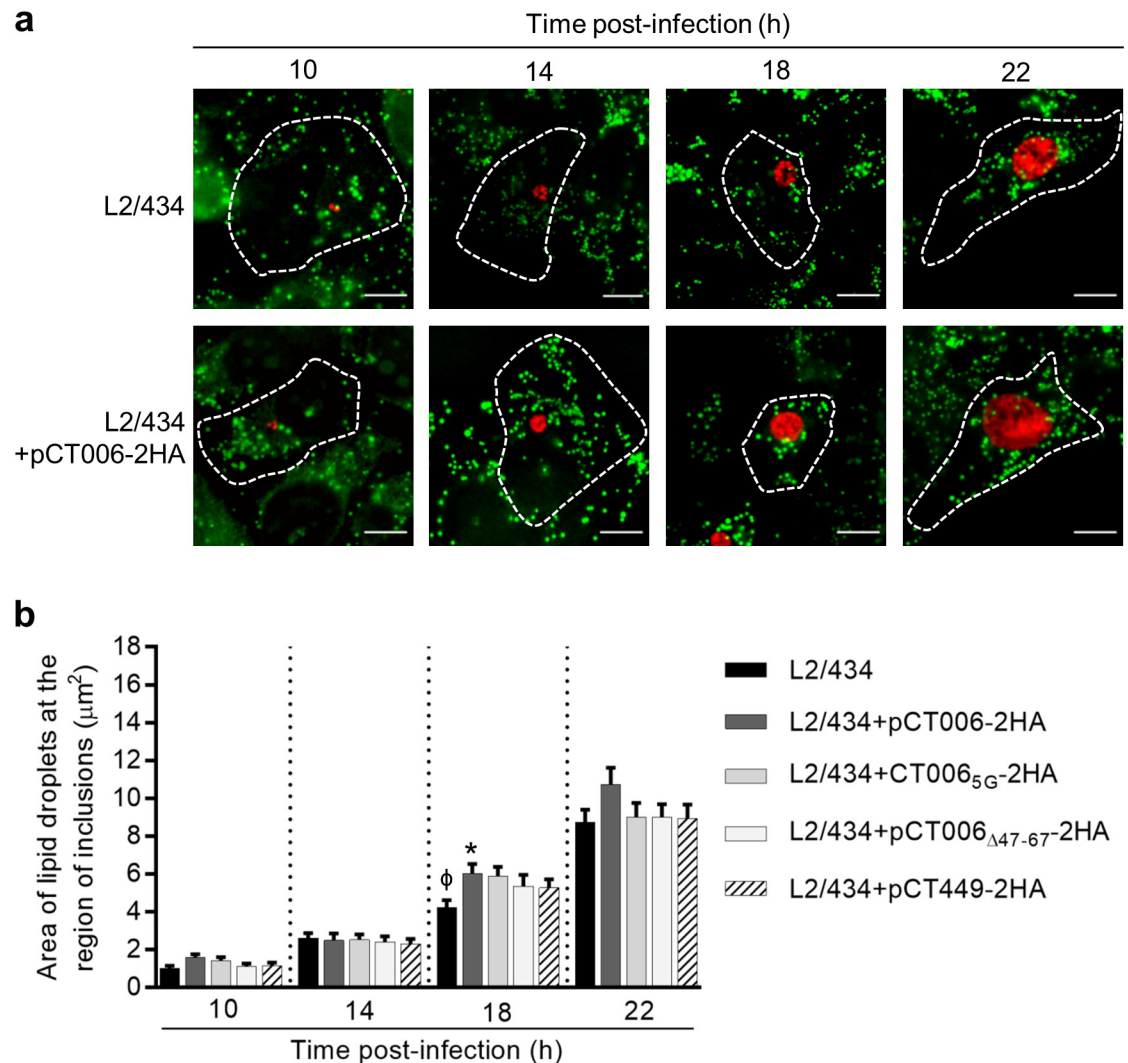 a
Time post-infection (h)
10 14 18 22
L2/434
L2/434
+pCT006-2HA
b
Area of lipid droplets at the
region of inclusions (μm²)
18
16
14
12
10
8
6
4
2
0
ϕ *
10 14 18 22
Time post-infection (h)
L2/434
L2/434+pCT006-2HA
L2/434+CT006₅G-2HA
L2/434+pCT006Δ47-67-2HA
L2/434+pCT449-2HA